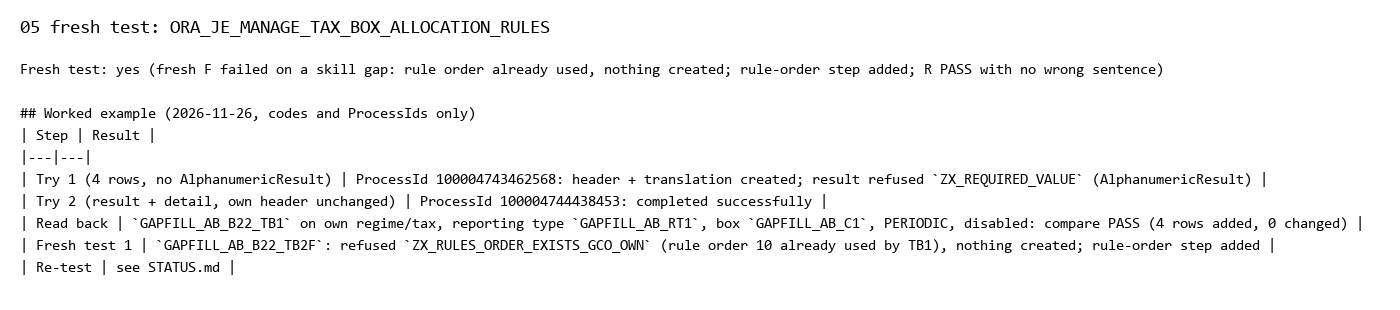 05 fresh test: ORA_JE_MANAGE_TAX_BOX_ALLOCATION_RULES
Fresh test: yes (fresh F failed on a skill gap: rule order already used, nothing created; rule-order step added; R PASS with no wrong sentence)
## Worked example (2026-11-26, codes and ProcessIds only)
| Step | Result |
|---|---|
| Try 1 (4 rows, no AlphanumericResult) | ProcessId 100004743462568: header + translation created; result refused `ZX_REQUIRED_VALUE` (AlphanumericResult) |
| Try 2 (result + detail, own header unchanged) | ProcessId 100004744438453: completed successfully |
| Read back | `GAPFILL_AB_B22_TB1` on own regime/tax, reporting type `GAPFILL_AB_RT1`, box `GAPFILL_AB_C1`, PERIODIC, disabled: compare PASS (4 rows added, 0 changed) |
| Fresh test 1 | `GAPFILL_AB_B22_TB2F`: refused `ZX_RULES_ORDER_EXISTS_GCO_OWN` (rule order 10 already used by TB1), nothing created; rule-order step added |
| Re-test | see STATUS.md |